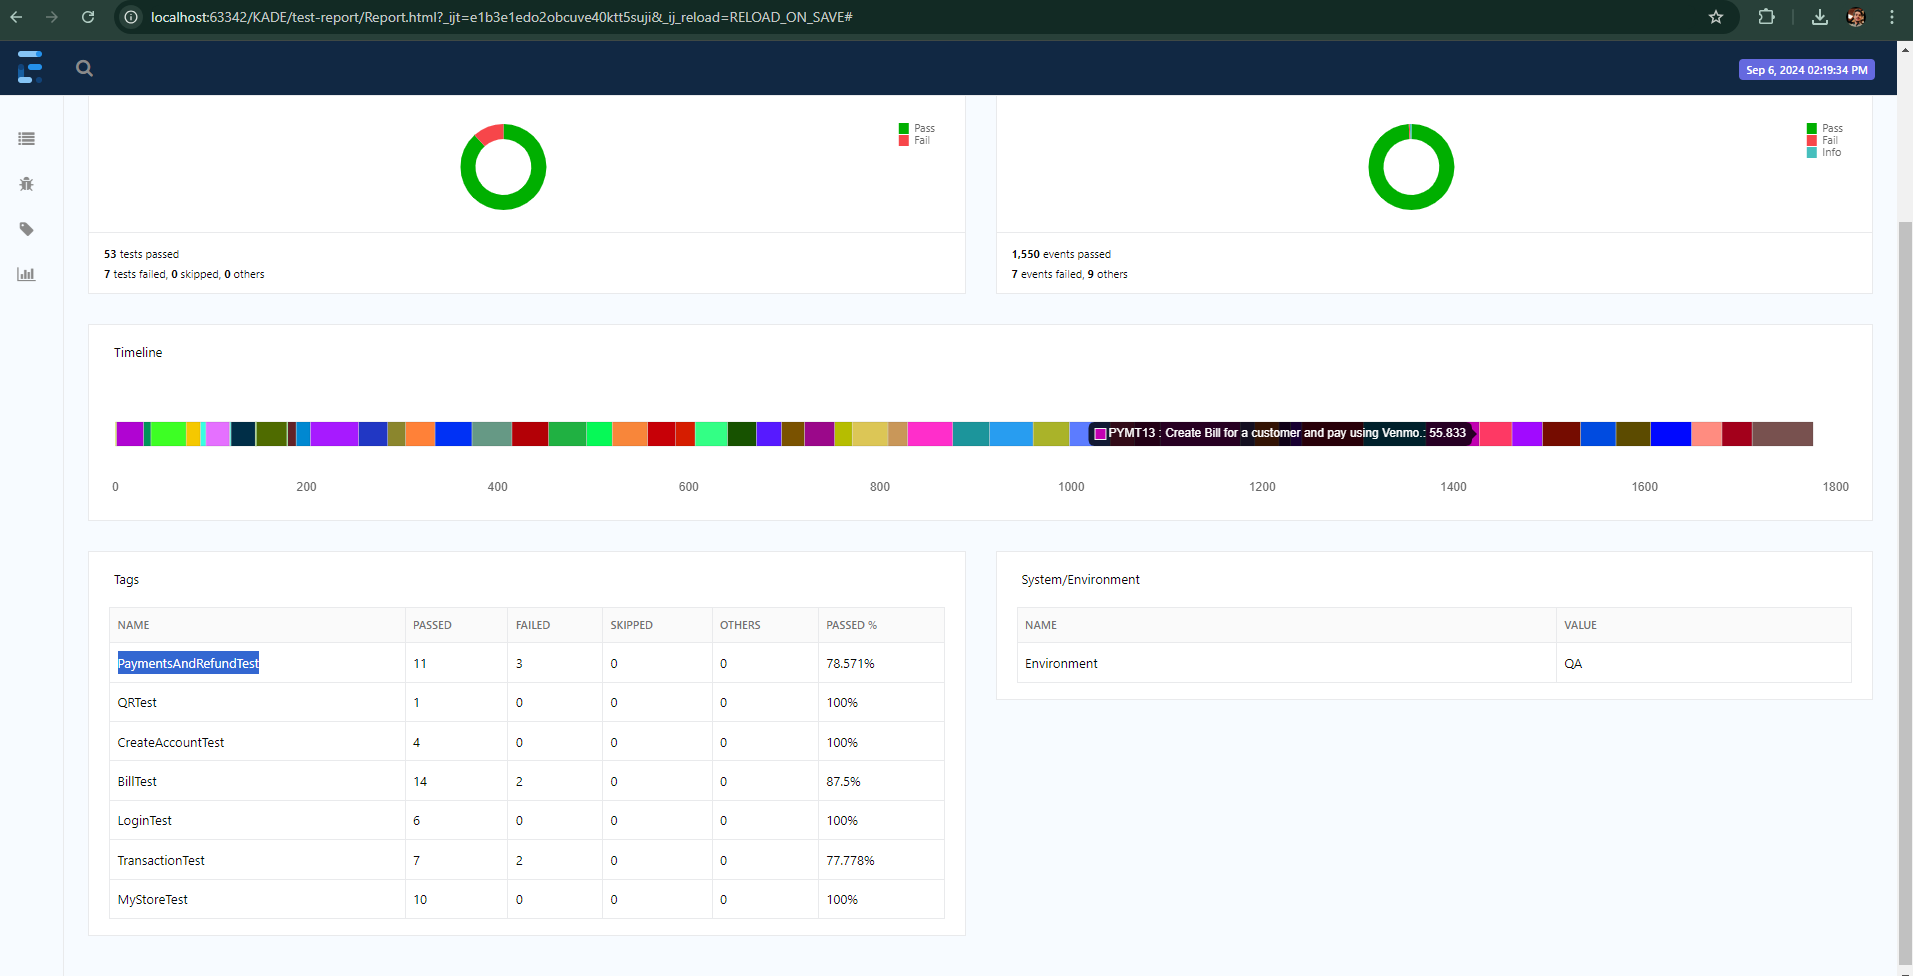 localhost:63342/KADE/test-report/Report.html?_ijt=e1b3e1edo2obcuve40ktt5suji&_ij_reload=RELOAD_ON_SAVE#
Sep 6, 2024 02:19:34 PM
Pass
Fail
53 tests passed
7 tests failed, 0 skipped, 0 others
Pass
Fail
Info
1,550 events passed
7 events failed, 9 others
Timeline
PYMT13 : Create Bill for a customer and pay using Venmo.: 55.833
0 200 400 600 800 1000 1200 1400 1600 1800
Tags
NAME PASSED FAILED SKIPPED OTHERS PASSED %
PaymentsAndRefundTest 11 3 0 0 78.571%
QRTest 1 0 0 0 100%
CreateAccountTest 4 0 0 0 100%
BillTest 14 2 0 0 87.5%
LoginTest 6 0 0 0 100%
TransactionTest 7 2 0 0 77.778%
MyStoreTest 10 0 0 0 100%
System/Environment
NAME VALUE
Environment QA